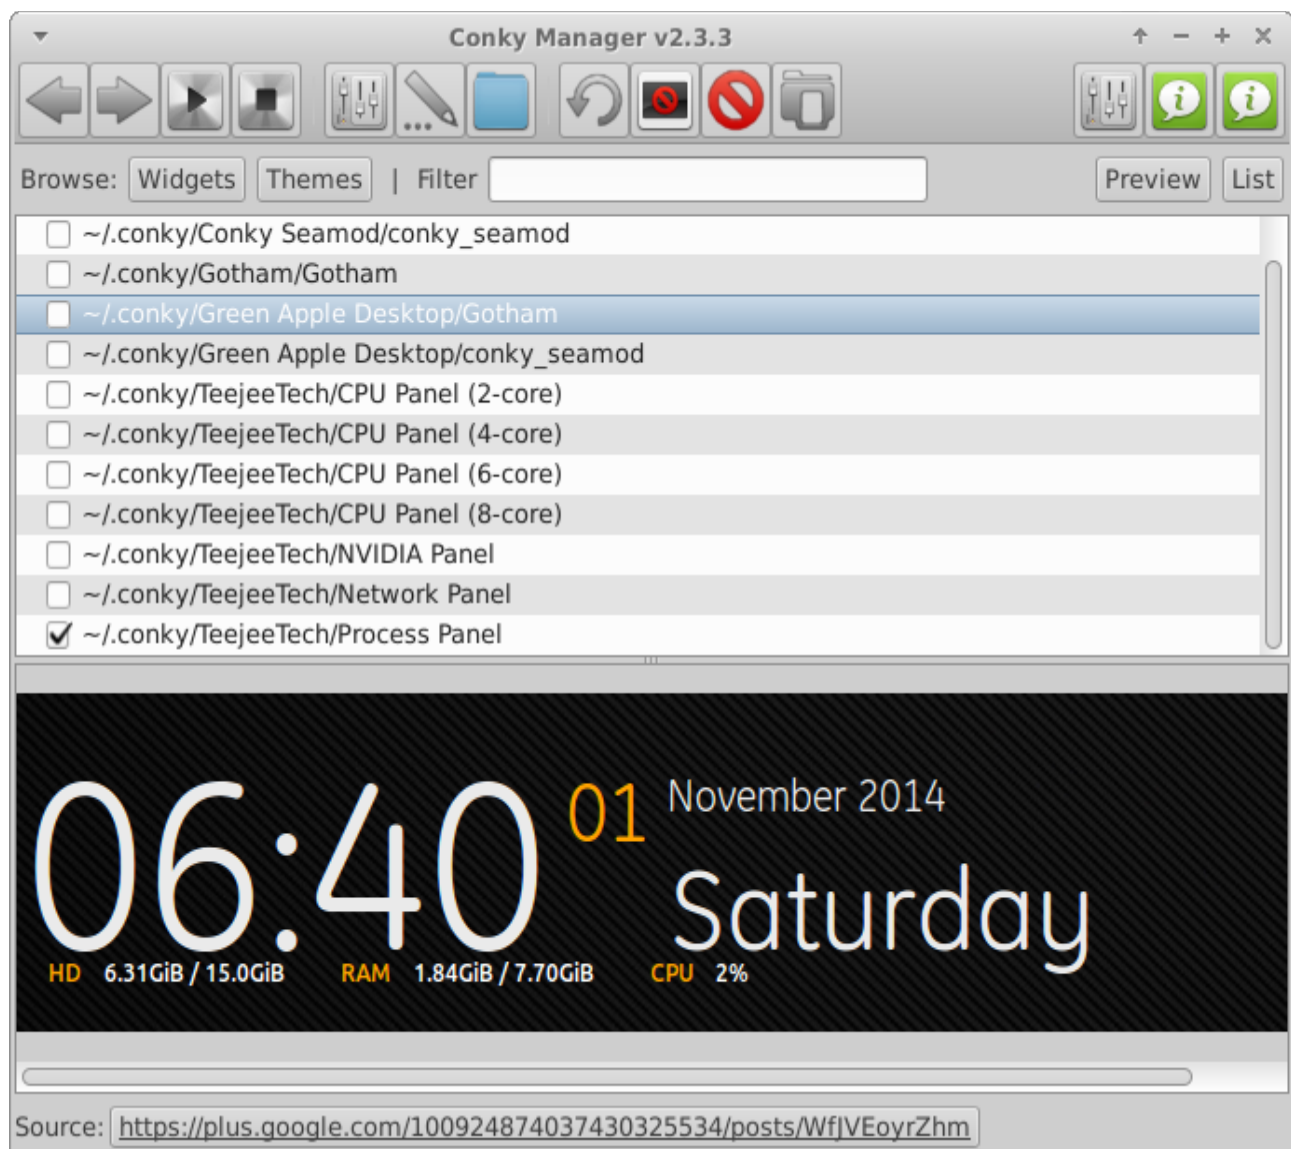 Conky Manager v2.3.3
Browse: Widgets Themes | Filter Preview List
~/.conky/Conky Seamod/conky_seamod
~/.conky/Gotham/Gotham
~/.conky/Green Apple Desktop/Gotham
~/.conky/Green Apple Desktop/conky_seamod
~/.conky/TeejeeTech/CPU Panel (2-core)
~/.conky/TeejeeTech/CPU Panel (4-core)
~/.conky/TeejeeTech/CPU Panel (6-core)
~/.conky/TeejeeTech/CPU Panel (8-core)
~/.conky/TeejeeTech/NVIDIA Panel
~/.conky/TeejeeTech/Network Panel
~/.conky/TeejeeTech/Process Panel
06:40 01 November 2014
Saturday
HD 6.31GiB / 15.0GiB RAM 1.84GiB / 7.70GiB CPU 2%
Source: https://plus.google.com/100924874037430325534/posts/WfJVEoyrZhm